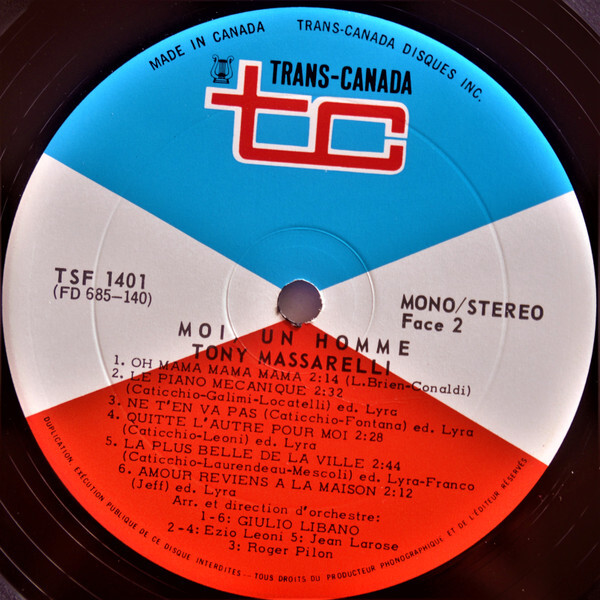 MADE IN CANADA TRANS-CANADA DISQUES INC.
TRANS-CANADA
tc
TSF 1401
(FD 685-140)
MONO/STEREO
Face 2
MOI, UN HOMME
TONY MASSARELLI
1. OH MAMA MAMA MAMA 2:14 (L.Brien-Conaldi)
2. LE PIANO MECANIQUE 2:32
(Caticchio-Galimi-Locatelli) ed. Lyra
3. NE T'EN VA PAS (Caticchio-Fontana) ed. Lyra
4. QUITTE L'AUTRE POUR MOI 2:28
(Caticchio-Leoni) ed. Lyra
5. LA PLUS BELLE DE LA VILLE 2:44
(Caticchio-Laurendeau-Mescoli) ed. Lyra-Franco
6. AMOUR REVIENS A LA MAISON 2:12
(Jeff) ed. Lyra
Arr. et direction d'orchestre:
1-6: GIULIO LIBANO
2-4: Ezio Leoni 5: Jean Larose
3: Roger Pilon
DUPLICATION EXÉCUTION PUBLIQUE DE CE DISQUE INTERDITES -- TOUS DROITS DU PRODUCTEUR PHONOGRAPHIQUE ET DE L'ÉDITEUR RÉSERVÉS